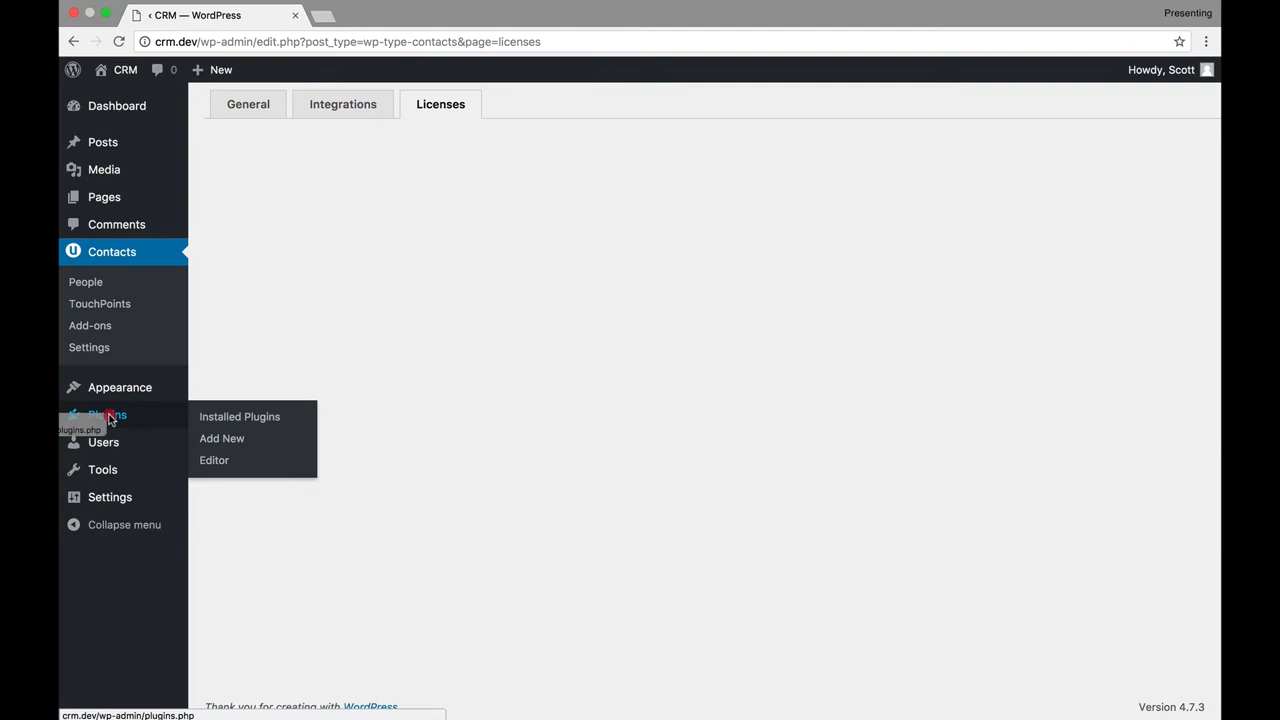 ‹ CRM — WordPress
Presenting
crm.dev/wp-admin/edit.php?post_type=wp-type-contacts&page=licenses
CRM 0 New
Howdy, Scott
General Integrations Licenses
Dashboard
Posts
Media
Pages
Comments
Contacts
People
TouchPoints
Add-ons
Settings
Appearance
Plugins
plugins.php
Users
Tools
Settings
Collapse menu
Installed Plugins
Add New
Editor
Thank you for creating with WordPress
Version 4.7.3
crm.dev/wp-admin/plugins.php